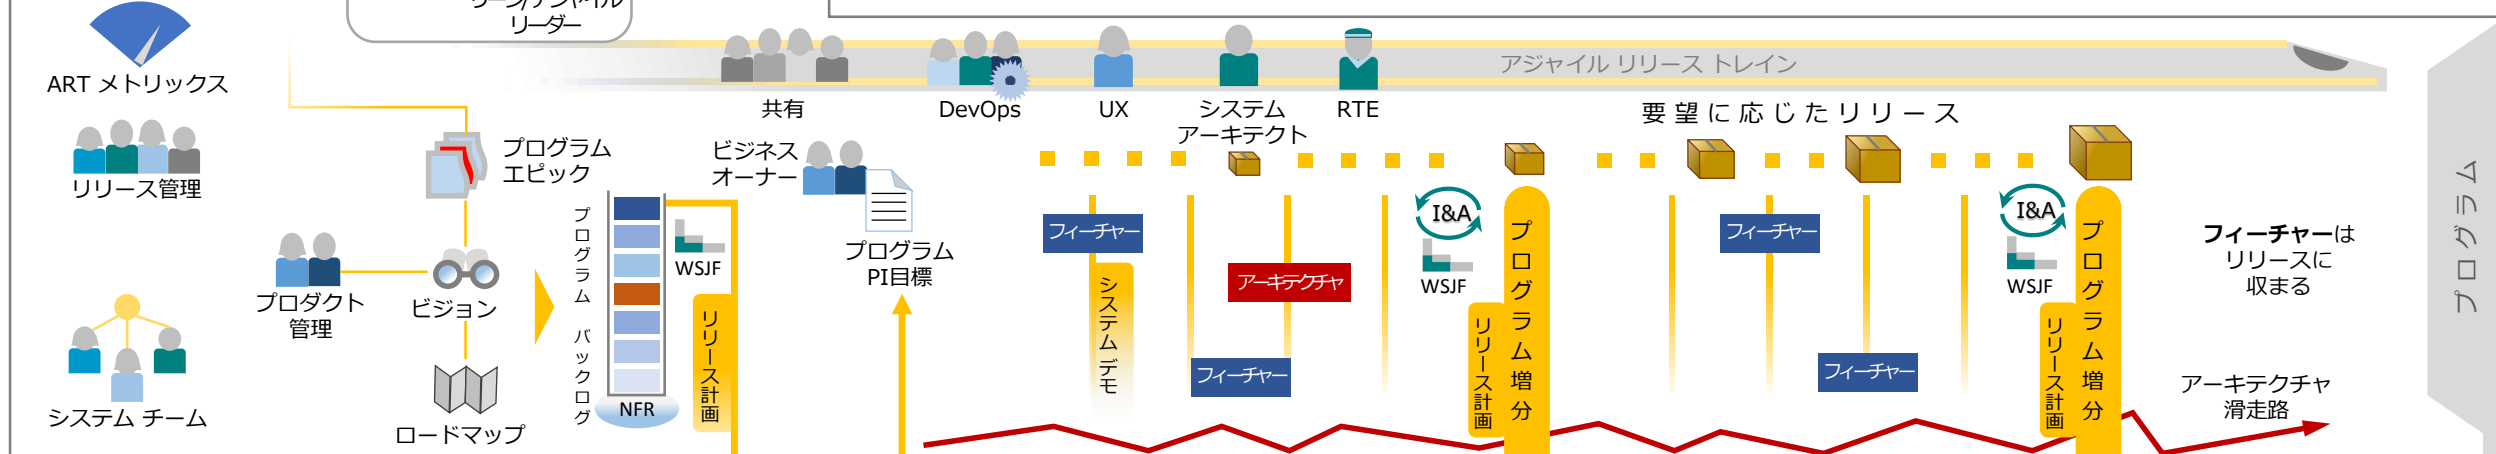 リーン/アジャイル
リーダー
アジャイル リリース トレイン
ART メトリックス
共有
DevOps
UX
システム
アーキテクト
RTE
要望に応じたリリース
リリース管理
プログラム
エピック
ビジネス
オーナー
プログラム
PI目標
プロダクト
管理
ビジョン
システム チーム
ロードマップ
プログラム バックログ
NFR
WSJF
リリース計画
フィーチャー
システムデモ
アーキテクチャ
フィーチャー
I&A
WSJF
リリース計画
プログラム増分
フィーチャー
フィーチャー
I&A
WSJF
リリース計画
プログラム増分
フィーチャーは
リリースに
収まる
アーキテクチャ
滑走路
プログラム